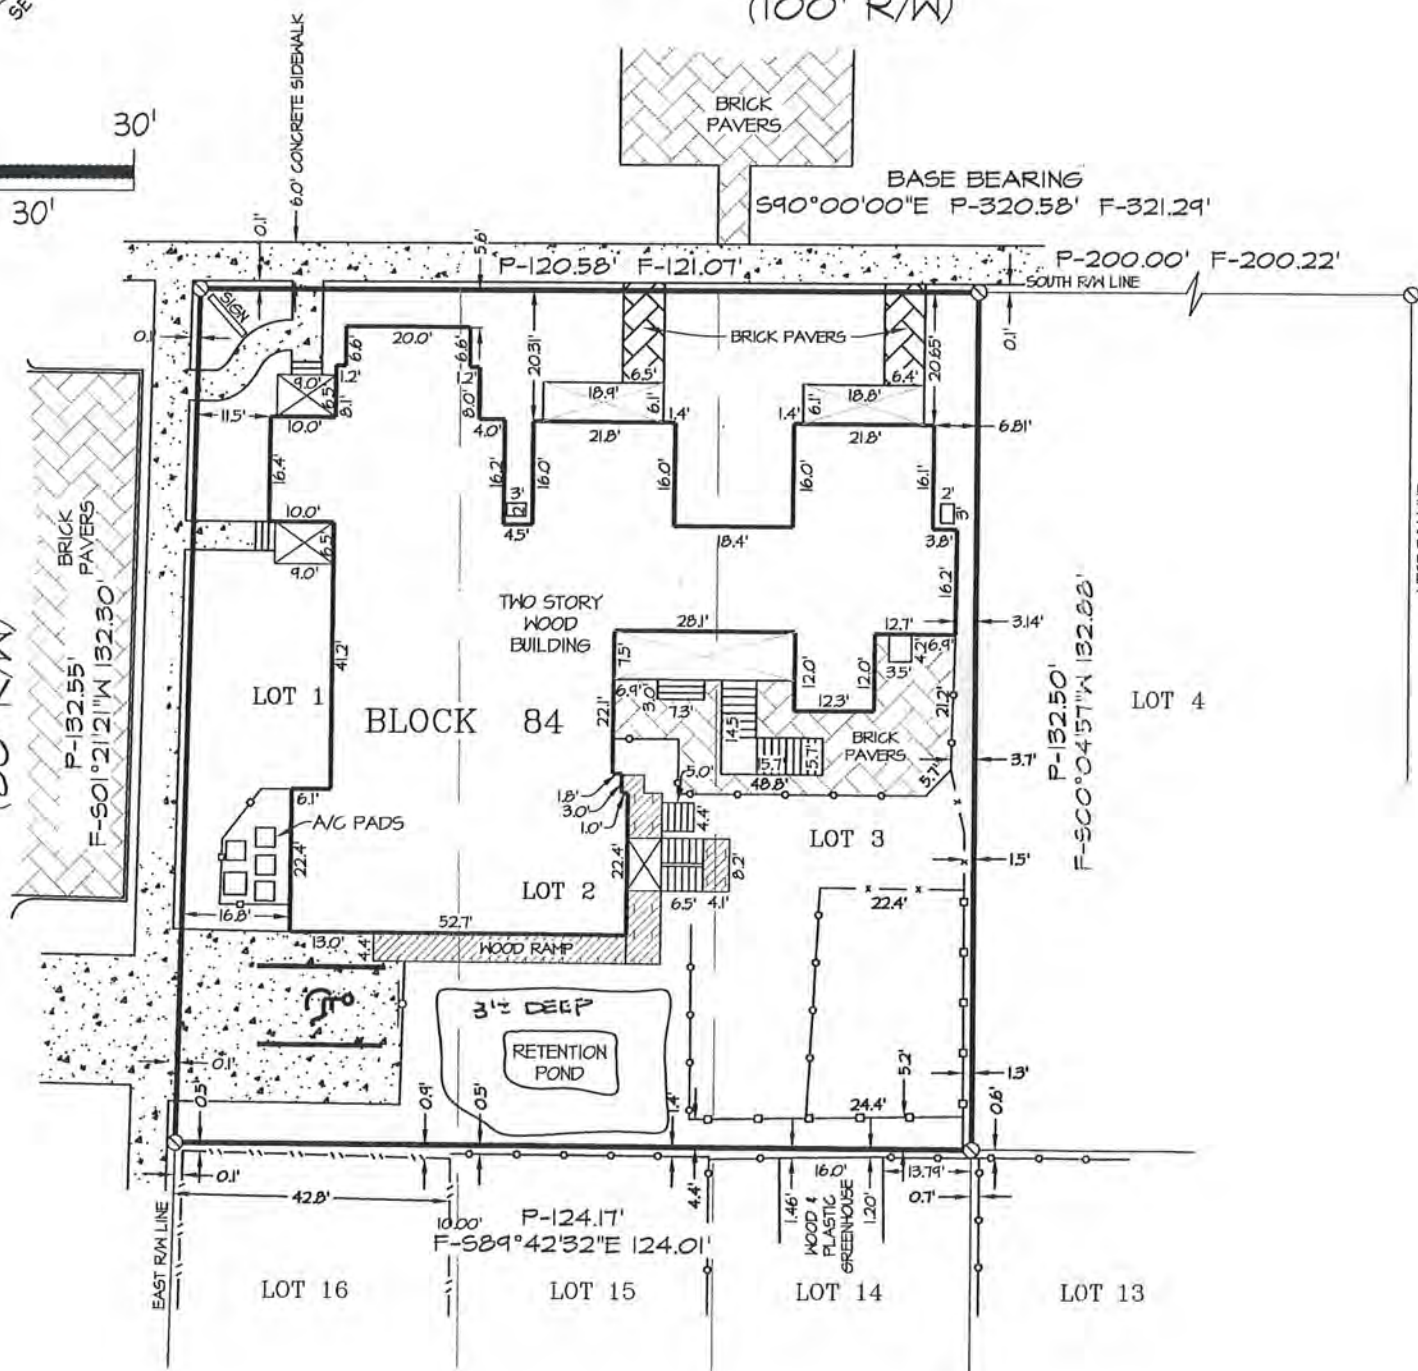 (100' R/W)
SE
30'
30'
6.0' CONCRETE SIDEWALK
BRICK
PAVERS
BASE BEARING
S90°00'00"E P-320.58' F-321.29'
0.1'
5.6'
P-120.58' F-121.07'
P-200.00' F-200.22'
SOUTH R/W LINE
SIGN
0.1'
0.1'
BRICK PAVERS
20.0'
6.6'
6.6'
20.31'
20.65'
1.2'
1.2'
9.0'
6.5'
8.1'
8.0'
6.5'
6.4'
18.9'
6.1'
18.8'
6.1'
11.5'
10.0'
4.0'
1.4'
1.4'
6.81'
21.8'
21.8'
16.4'
16.2'
16.0'
16.0'
16.0'
16.1'
3'
2'
2'
3'
10.0'
6.5'
9.0'
4.5'
18.4'
3.8'
BRICK
PAVERS
16.2'
TWO STORY
WOOD
BUILDING
28.1'
12.7'
3.14'
7.5'
4.2'
6.9'
3.5'
41.2'
12.0'
12.0'
LOT 1
6.9'
3.0'
7.3'
12.3'
21.2'
LOT 4
P-132.55'
F-S01°21'21"W 132.30'
P-132.50'
F-S00°04'57"W 132.88'
BLOCK 84
22.1'
14.5'
BRICK
PAVERS
15.7'
5.7'
3.7'
5.0'
48.8'
5.7'
1.8'
3.0'
1.0'
6.1'
A/C PADS
4.4'
LOT 3
22.4'
22.4'
8.2'
1.5'
LOT 2
6.5'
4.1'
22.4'
16.8'
52.7'
13.0'
4.4'
WOOD RAMP
3'± DEEP
RETENTION
POND
0.1'
5.2'
1.3'
0.5'
0.9'
0.5'
1.4'
24.4'
0.6'
0.1'
42.8'
4.4'
16.0'
13.79'
0.7'
1.46'
1.20'
WOOD &
PLASTIC
GREENHOUSE
EAST R/W LINE
10.00'
P-124.17'
F-S89°42'32"E 124.01'
LOT 16
LOT 15
LOT 14
LOT 13